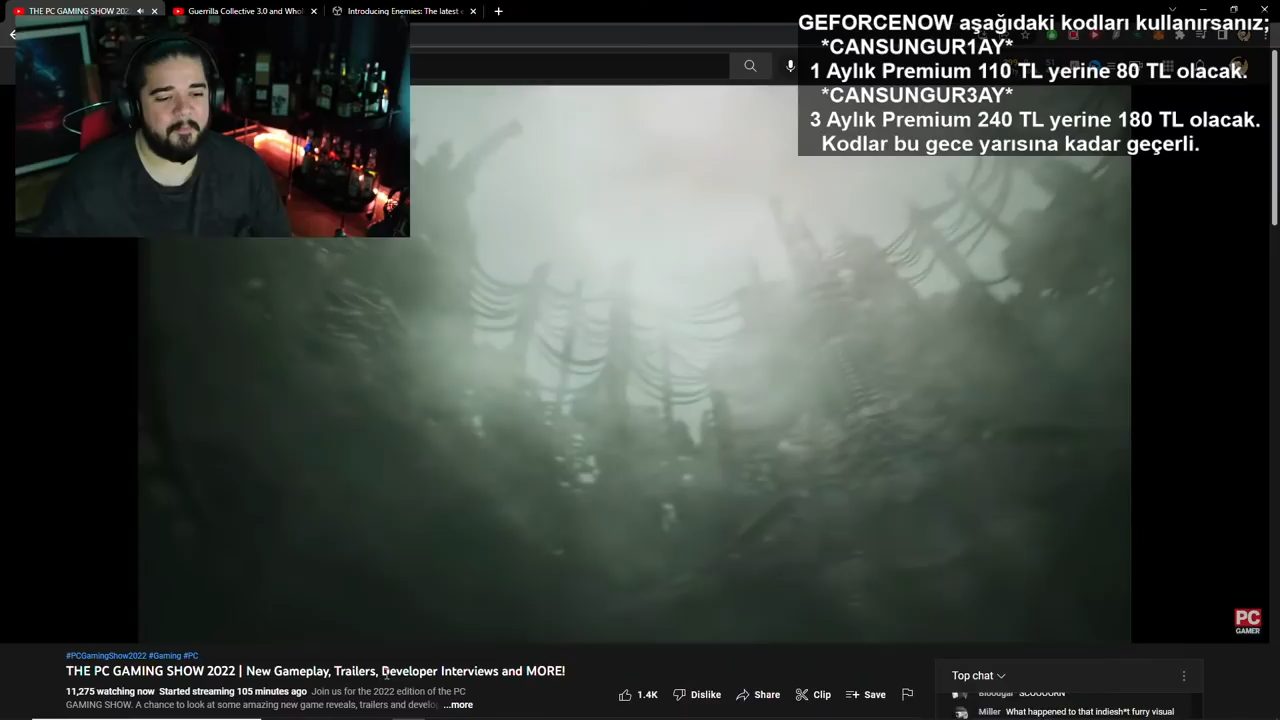 THE PC GAMING SHOW 202
Guerrilla Collective 3.0 and Whol
Introducing Enemies: The latest e
GEFORCENOW aşağıdaki kodları kullanırsanız;
*CANSUNGUR1AY*
1 Aylık Premium 110 TL yerine 80 TL olacak.
*CANSUNGUR3AY*
3 Aylık Premium 240 TL yerine 180 TL olacak.
Kodlar bu gece yarısına kadar geçerli.
PC
GAMER
#PCGamingShow2022 #Gaming #PC
THE PC GAMING SHOW 2022 | New Gameplay, Trailers, Developer Interviews and MORE!
11,275 watching now Started streaming 105 minutes ago Join us for the 2022 edition of the PC
GAMING SHOW. A chance to look at some amazing new game reveals, trailers and develo ...more
1.4K Dislike Share Clip Save
Top chat
Miller What happened to that indiesh*t furry visual